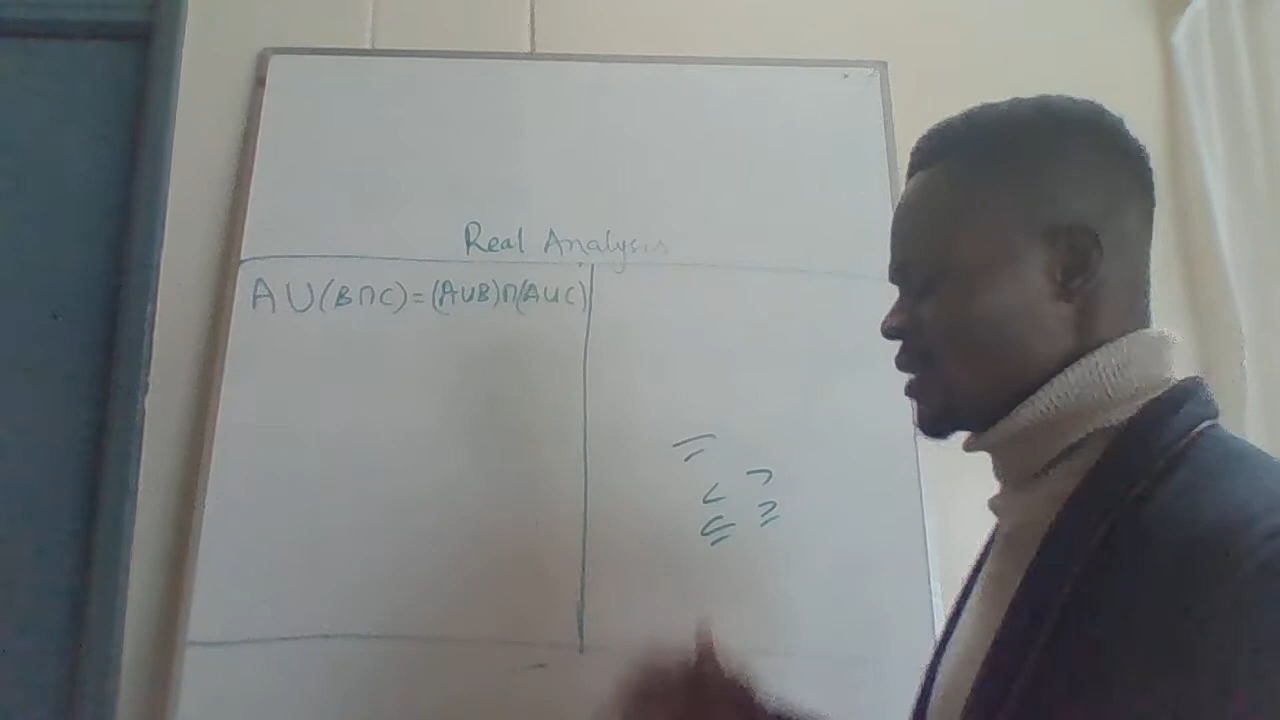 Real Analysis
A ∪ (B ∩ C) = (A ∪ B) ∩ (A ∪ C)
=
< >
≤ ≥